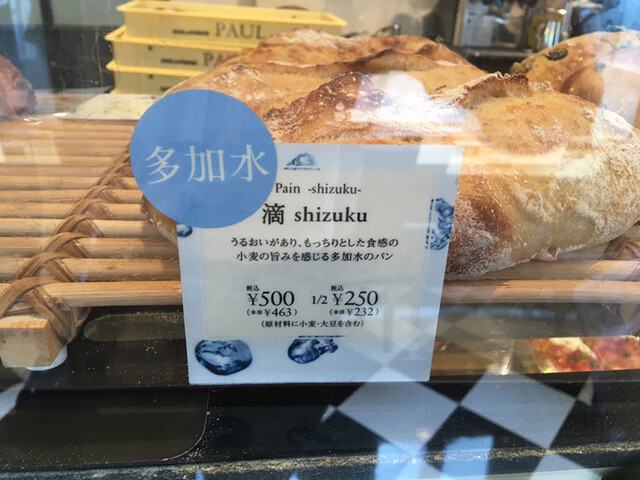 PAUL
多加水
Pain -shizuku-
滴 shizuku
うるおいがあり、もっちりとした食感の
小麦の旨みを感じる多加水のパン
税込 税込
¥500 1/2 ¥250
(本体 ¥463) (本体 ¥232)
(原材料に小麦・大豆を含む)